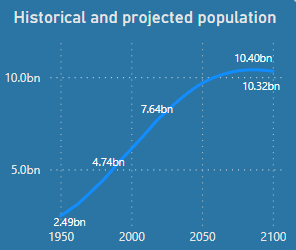 Historical and projected population
10.40bn
10.0bn
10.32bn
7.64bn
4.74bn
5.0bn
2.49bn
1950 2000 2050 2100